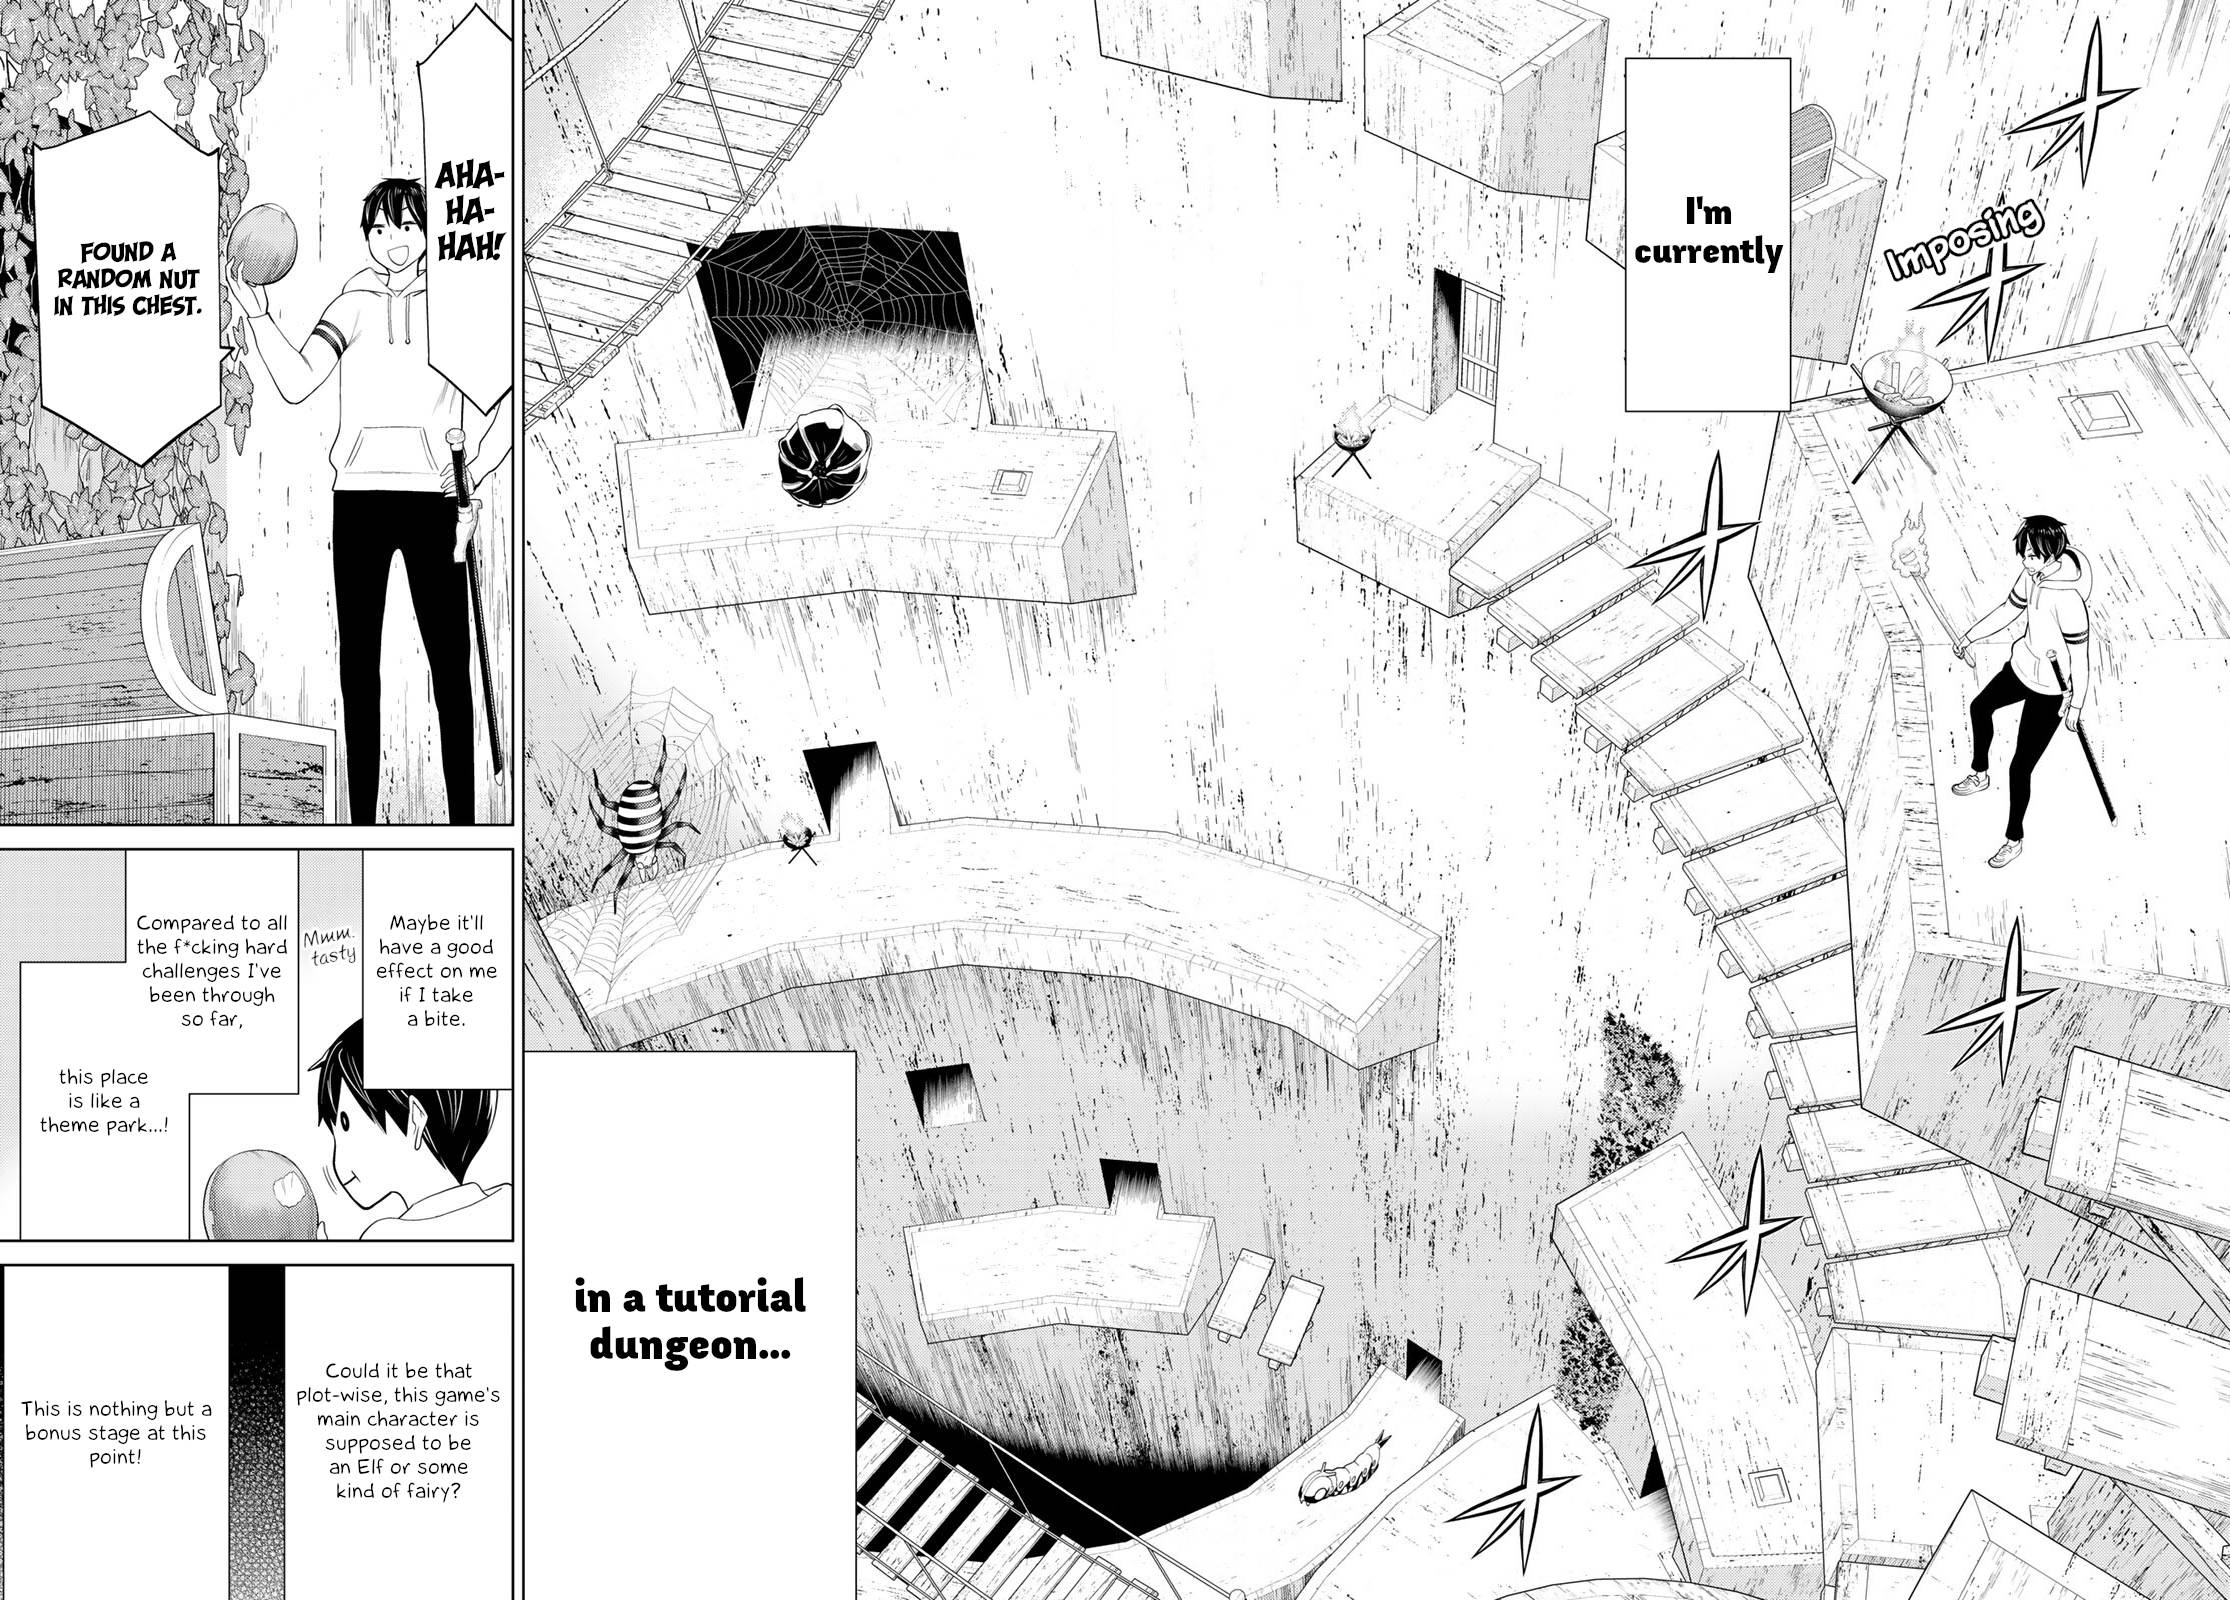 I'm
currently
Imposing
in a tutorial
dungeon...
AHA-
HA-
HAH!
FOUND A
RANDOM NUT
IN THIS CHEST.
Maybe it'll
have a good
effect on me
if I take
a bite.
Mmm.
tasty
Compared to all
the f*cking hard
challenges I've
been through
so far,
this place
is like a
theme park...!
Could it be that
plot-wise, this game's
main character is
supposed to be
an Elf or some
kind of fairy?
This is nothing but a
bonus stage at this
point!